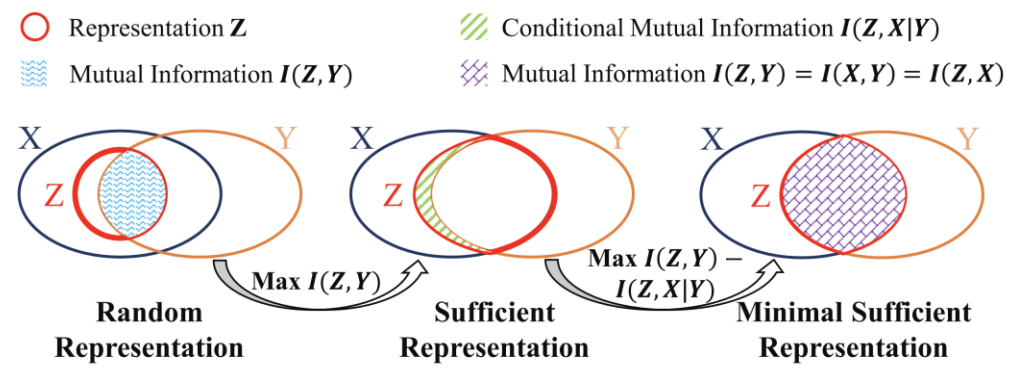 Representation Z
Conditional Mutual Information I(Z,X|Y)
Mutual Information I(Z,Y)
Mutual Information I(Z,Y) = I(X,Y) = I(Z,X)
X
Y
Z
X
Y
Z
X
Y
Z
Max I(Z,Y)
Max I(Z,Y) −
I(Z,X|Y)
Random
Representation
Sufficient
Representation
Minimal Sufficient
Representation